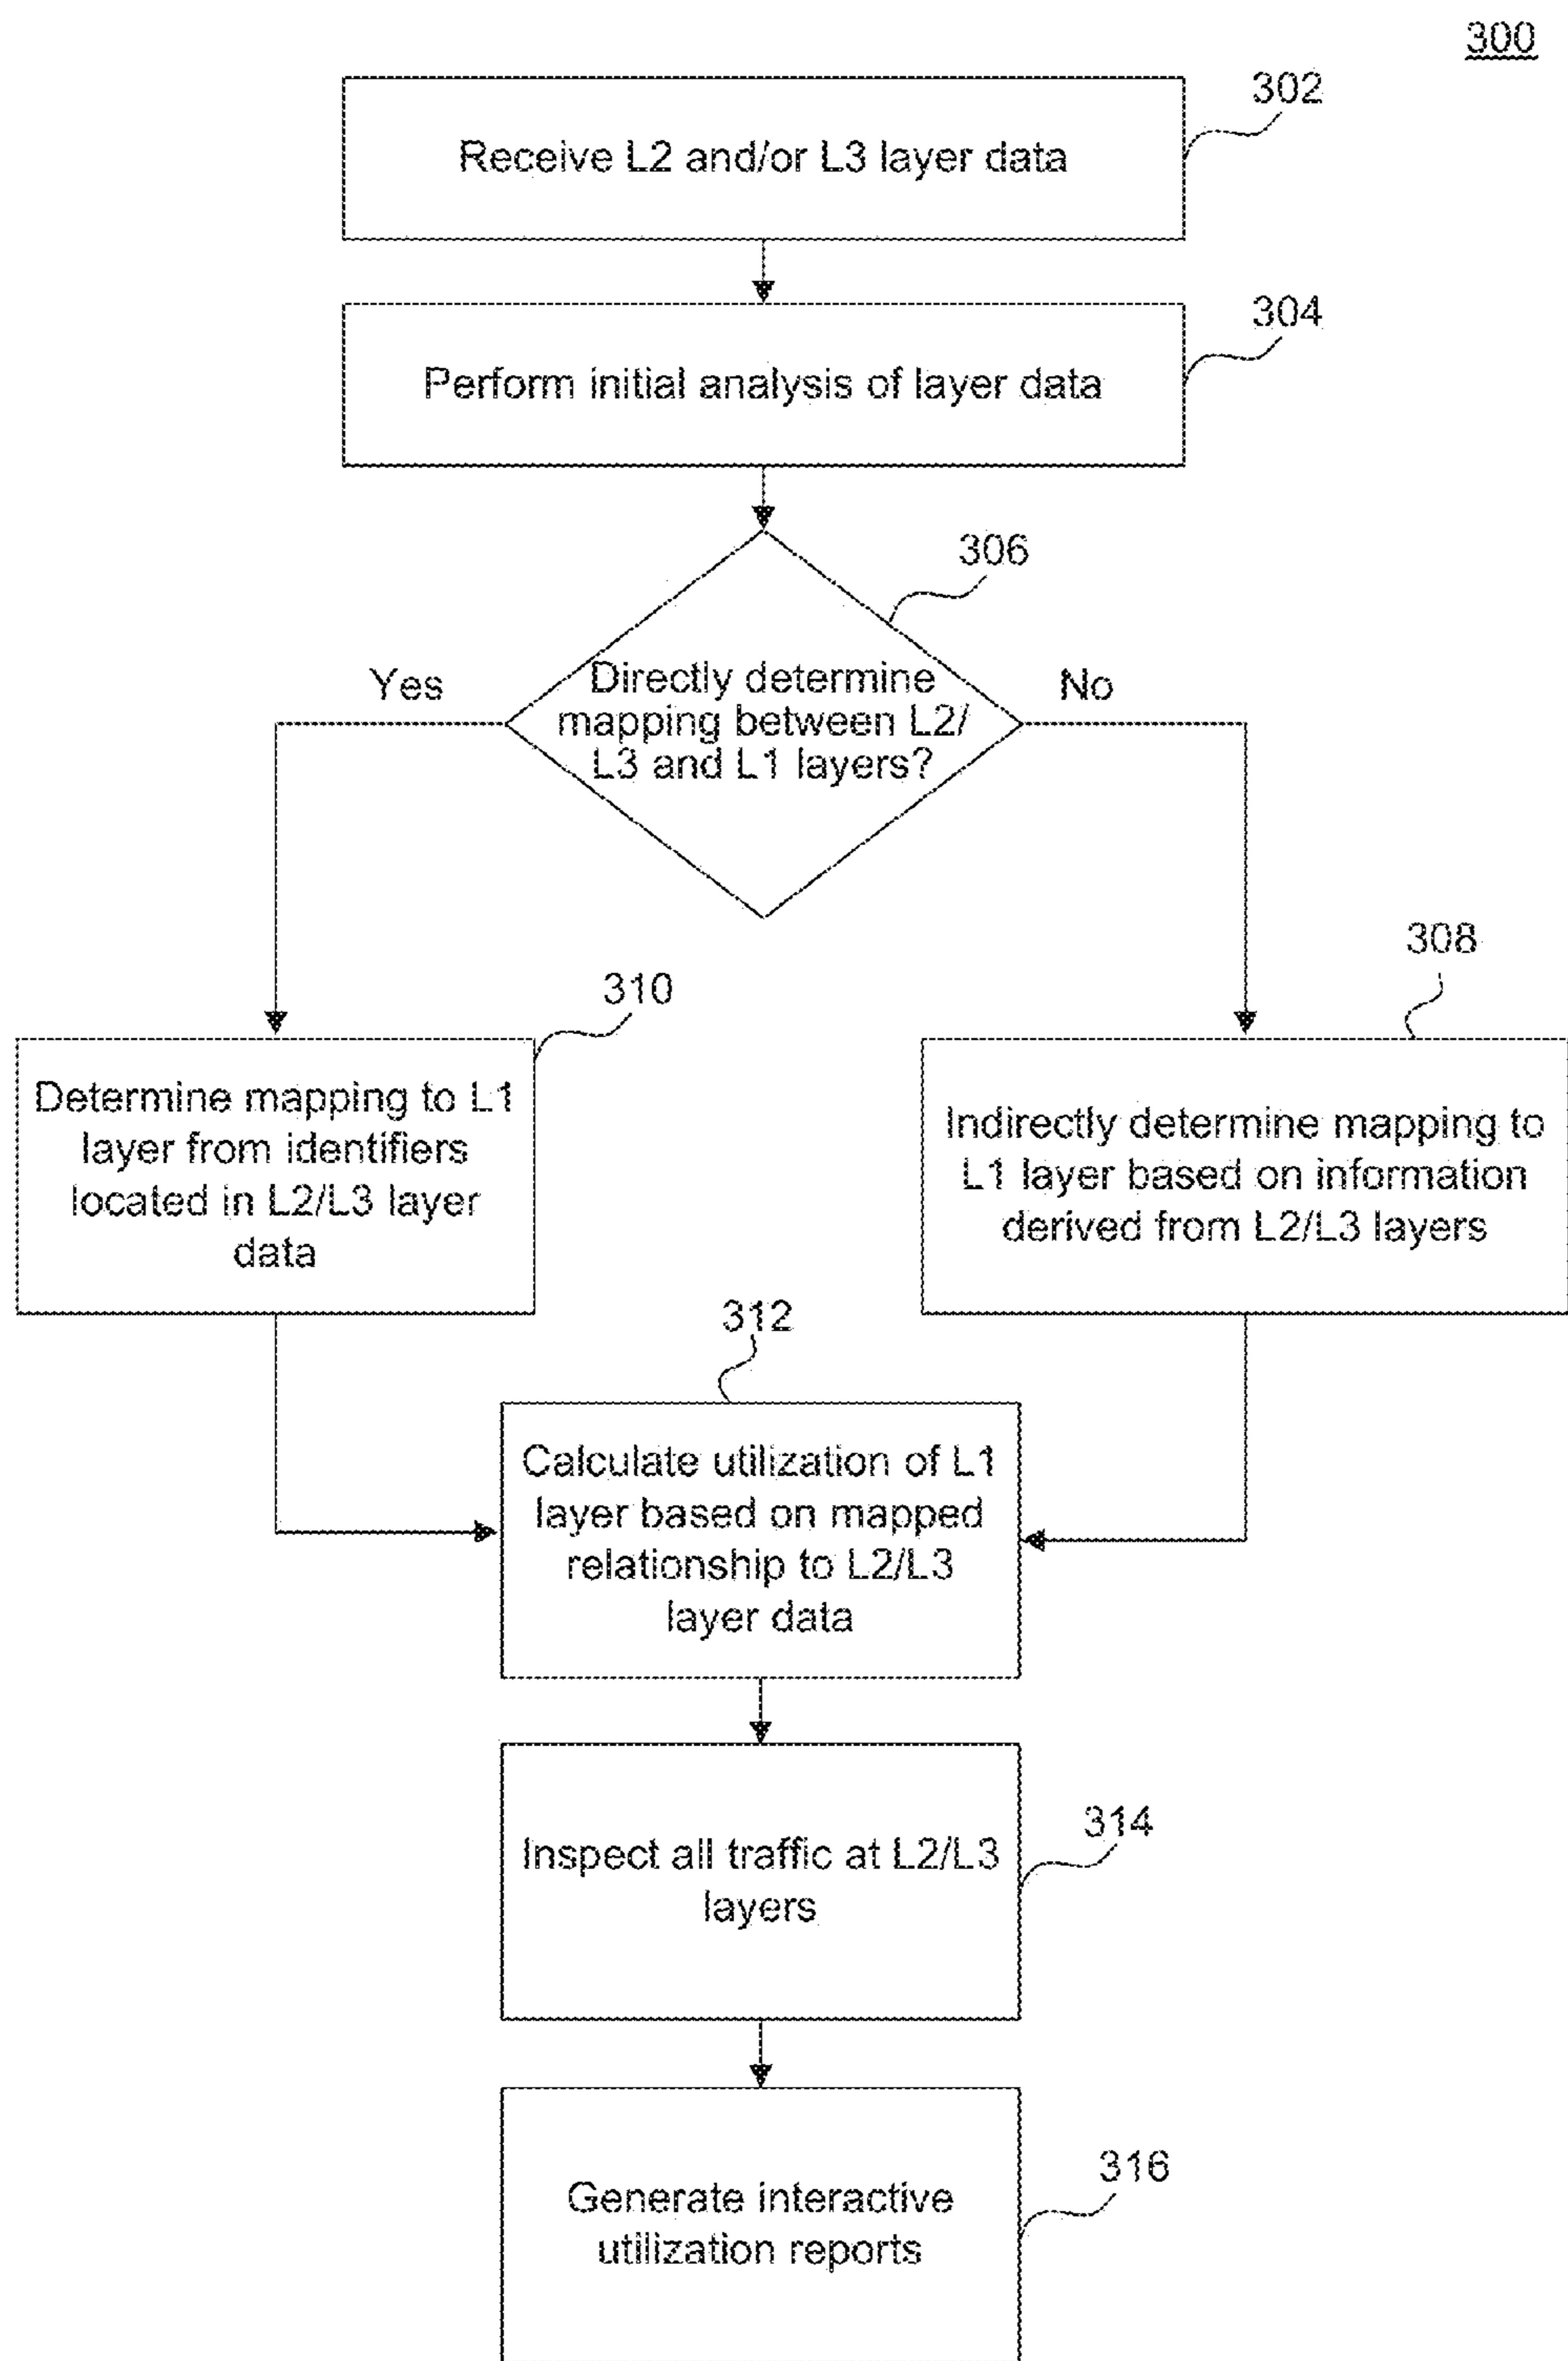 300
302
Receive L2 and/or L3 layer data
304
Perform initial analysis of layer data
306
Yes
No
Directly determine
mapping between L2/
L3 and L1 layers?
308
310
Determine mapping to L1
layer from identifiers
located in L2/L3 layer
data
Indirectly determine mapping to
L1 layer based on information
derived from L2/L3 layers
312
Calculate utilization of L1
layer based on mapped
relationship to L2/L3
layer data
314
Inspect all traffic at L2/L3
layers
316
Generate interactive
utilization reports